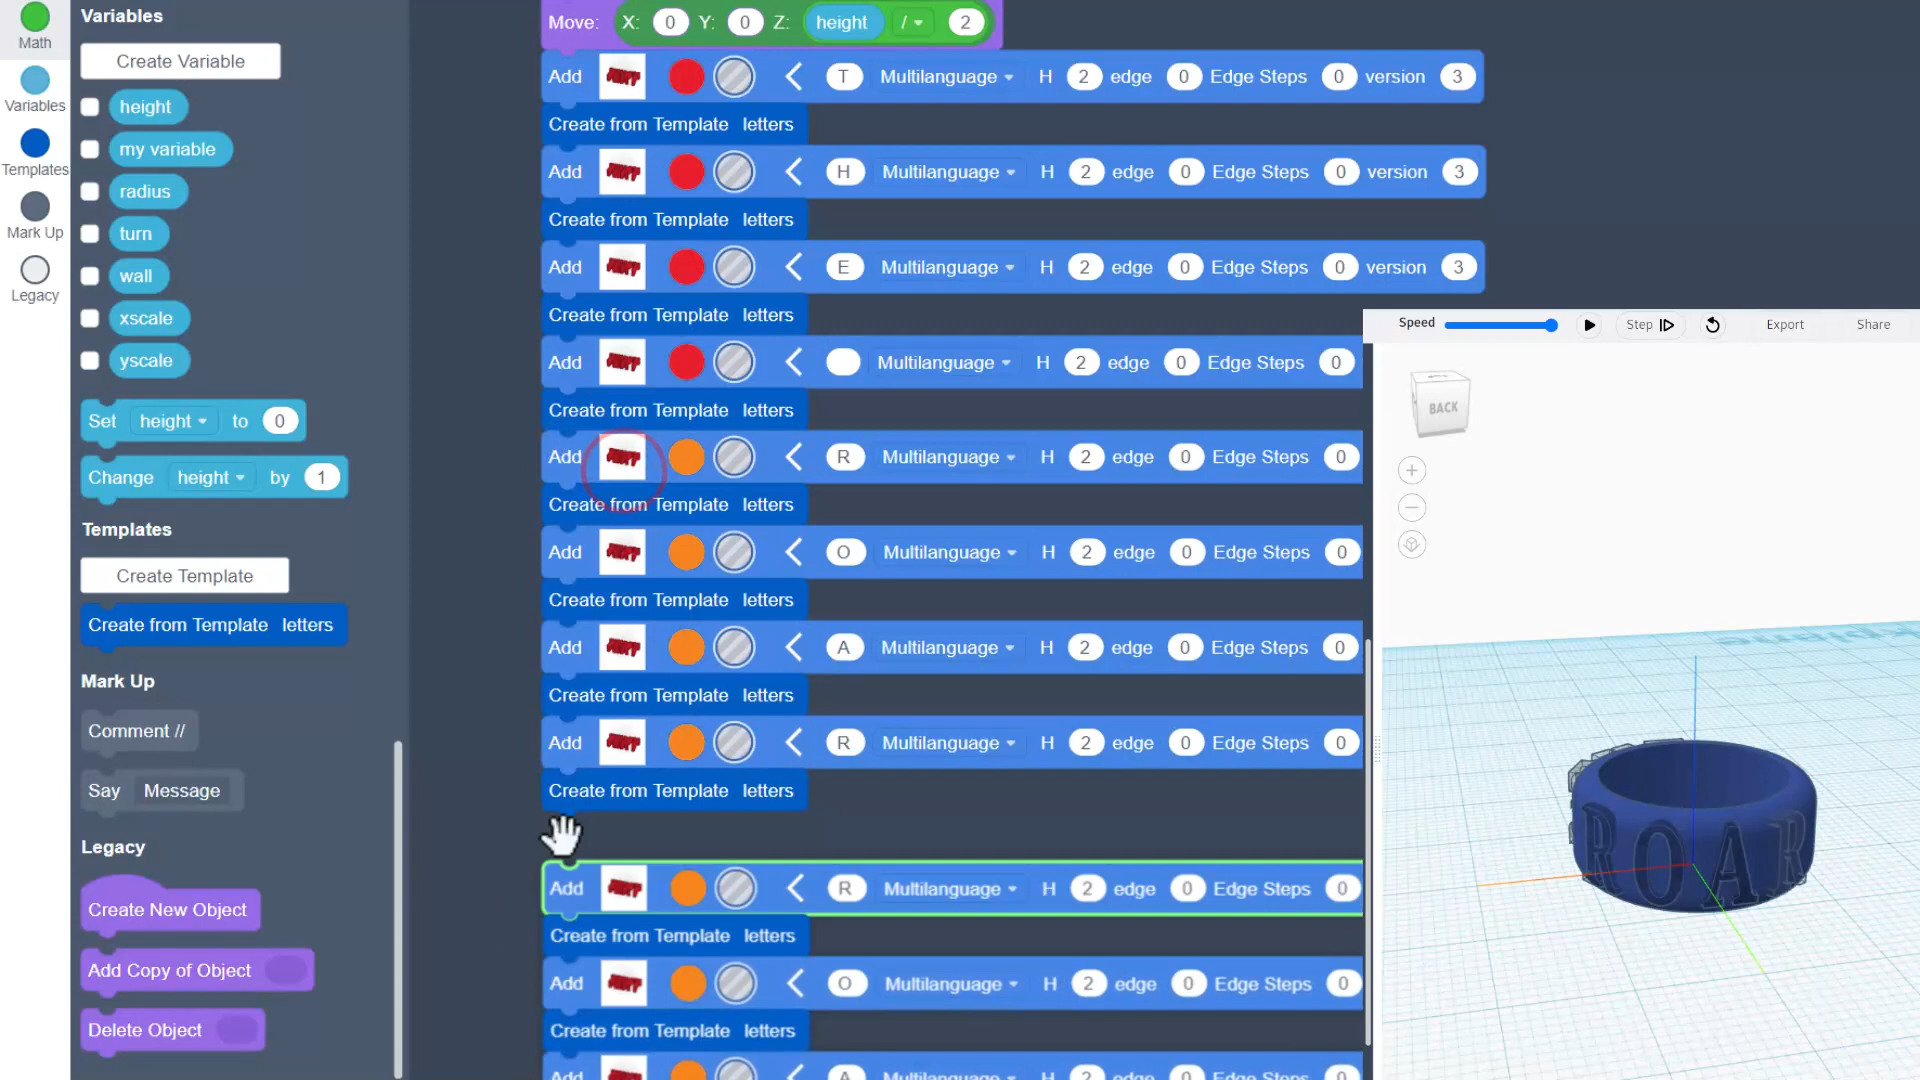 Math
Variables
Templates
Mark Up
Legacy
Variables
Create Variable
height
my variable
radius
turn
wall
xscale
yscale
Set height to 0
Change height by 1
Templates
Create Template
Create from Template letters
Mark Up
Comment //
Say Message
Legacy
Create New Object
Add Copy of Object
Delete Object
Move: X: 0 Y: 0 Z: height / 2
Add T Multilanguage H 2 edge 0 Edge Steps 0 version 3
Create from Template letters
Add H Multilanguage H 2 edge 0 Edge Steps 0 version 3
Create from Template letters
Add E Multilanguage H 2 edge 0 Edge Steps 0 version 3
Create from Template letters
Add Multilanguage H 2 edge 0 Edge Steps 0
Create from Template letters
Add R Multilanguage H 2 edge 0 Edge Steps 0
Create from Template letters
Add O Multilanguage H 2 edge 0 Edge Steps 0
Create from Template letters
Add A Multilanguage H 2 edge 0 Edge Steps 0
Create from Template letters
Add R Multilanguage H 2 edge 0 Edge Steps 0
Create from Template letters
Add R Multilanguage H 2 edge 0 Edge Steps 0
Create from Template letters
Add O Multilanguage H 2 edge 0 Edge Steps 0
Create from Template letters
Add A Multilanguage H 2 edge 0 Edge Steps 0
Speed Step Export Share
BACK
ROAR